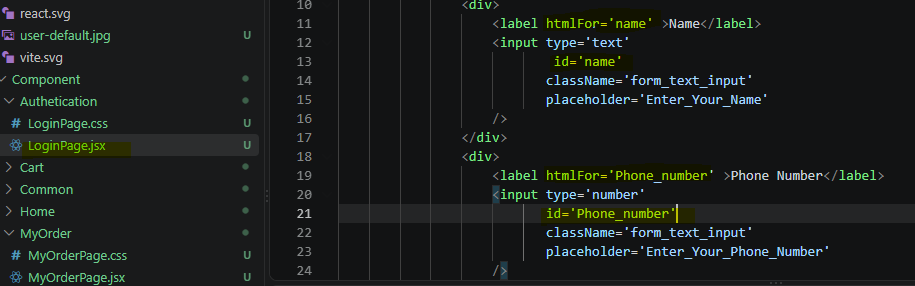 react.svg
user-default.jpg U
vite.svg
Component
Authetication
# LoginPage.css U
LoginPage.jsx U
Cart
Common
Home
MyOrder
# MyOrderPage.css U
MyOrderPage.jsx U
10 <div>
11 <label htmlFor='name' >Name</label>
12 <input type='text'
13 id='name'
14 className='form_text_input'
15 placeholder='Enter_Your_Name'
16 />
17 </div>
18 <div>
19 <label htmlFor='Phone_number' >Phone Number</label>
20 <input type='number'
21 id='Phone_number'
22 className='form_text_input'
23 placeholder='Enter_Your_Phone_Number'
24 />